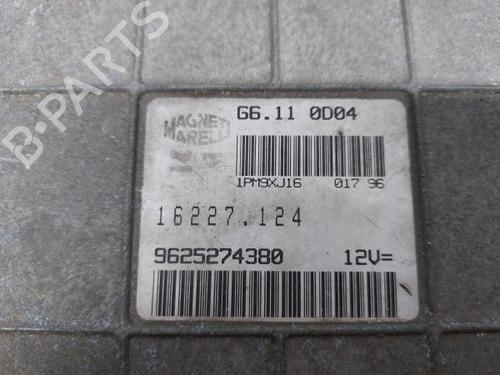 B-PARTS
MAGNETI
MARELLI
G6.11 0D04
1PM9XJ16 017 96
16227.124
9625274380 12V=